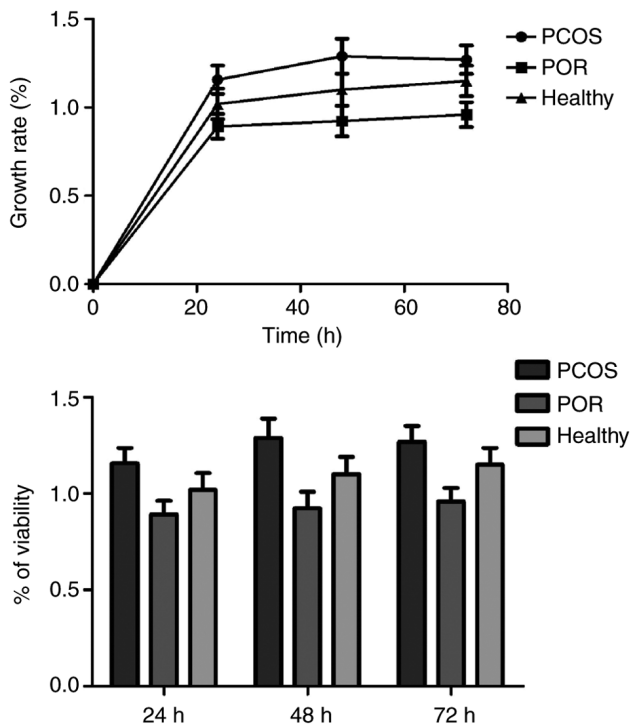 Growth rate (%)
1.5
1.0
0.5
0.0
0
20
40
60
80
Time (h)
PCOS
POR
Healthy
% of viability
1.5
1.0
0.5
0.0
24 h
48 h
72 h
PCOS
POR
Healthy